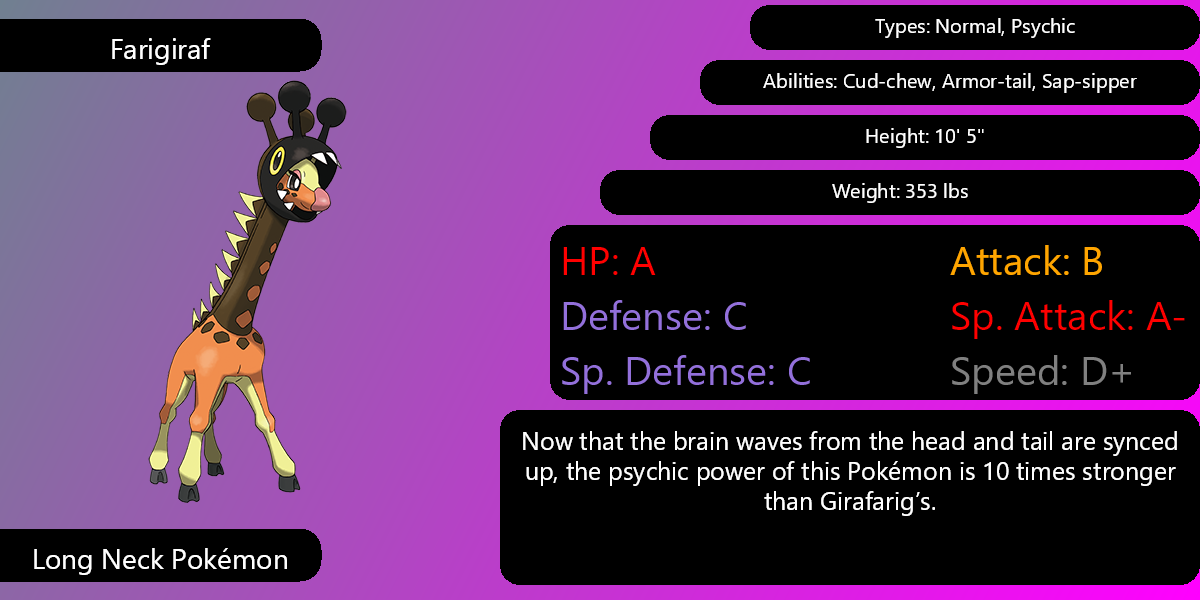 Farigiraf
Long Neck Pokémon
Types: Normal, Psychic
Abilities: Cud-chew, Armor-tail, Sap-sipper
Height: 10' 5"
Weight: 353 lbs
HP: A
Attack: B
Defense: C
Sp. Attack: A-
Sp. Defense: C
Speed: D+
Now that the brain waves from the head and tail are synced
up, the psychic power of this Pokémon is 10 times stronger
than Girafarig’s.